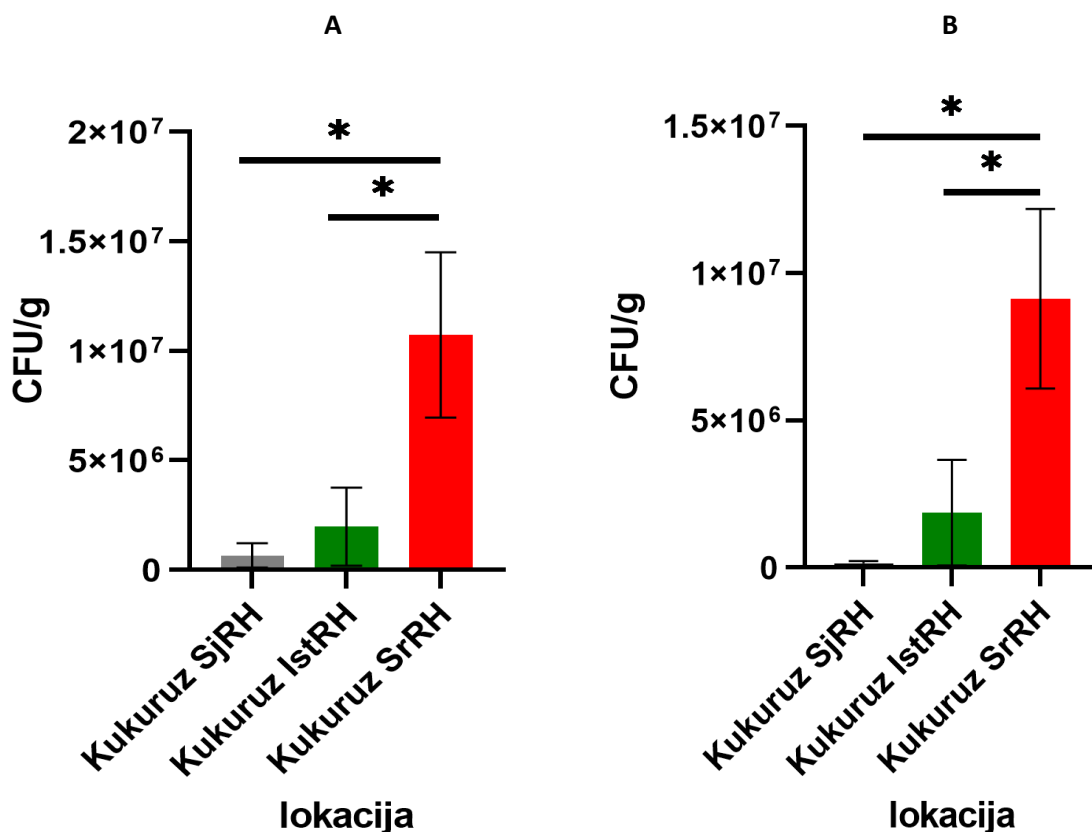 A
CFU/g
2×10⁷
1.5×10⁷
1×10⁷
5×10⁶
0
*
*
Kukuruz SjRH
Kukuruz IstRH
Kukuruz SrRH
lokacija
B
CFU/g
1.5×10⁷
1×10⁷
5×10⁶
0
*
*
Kukuruz SjRH
Kukuruz IstRH
Kukuruz SrRH
lokacija